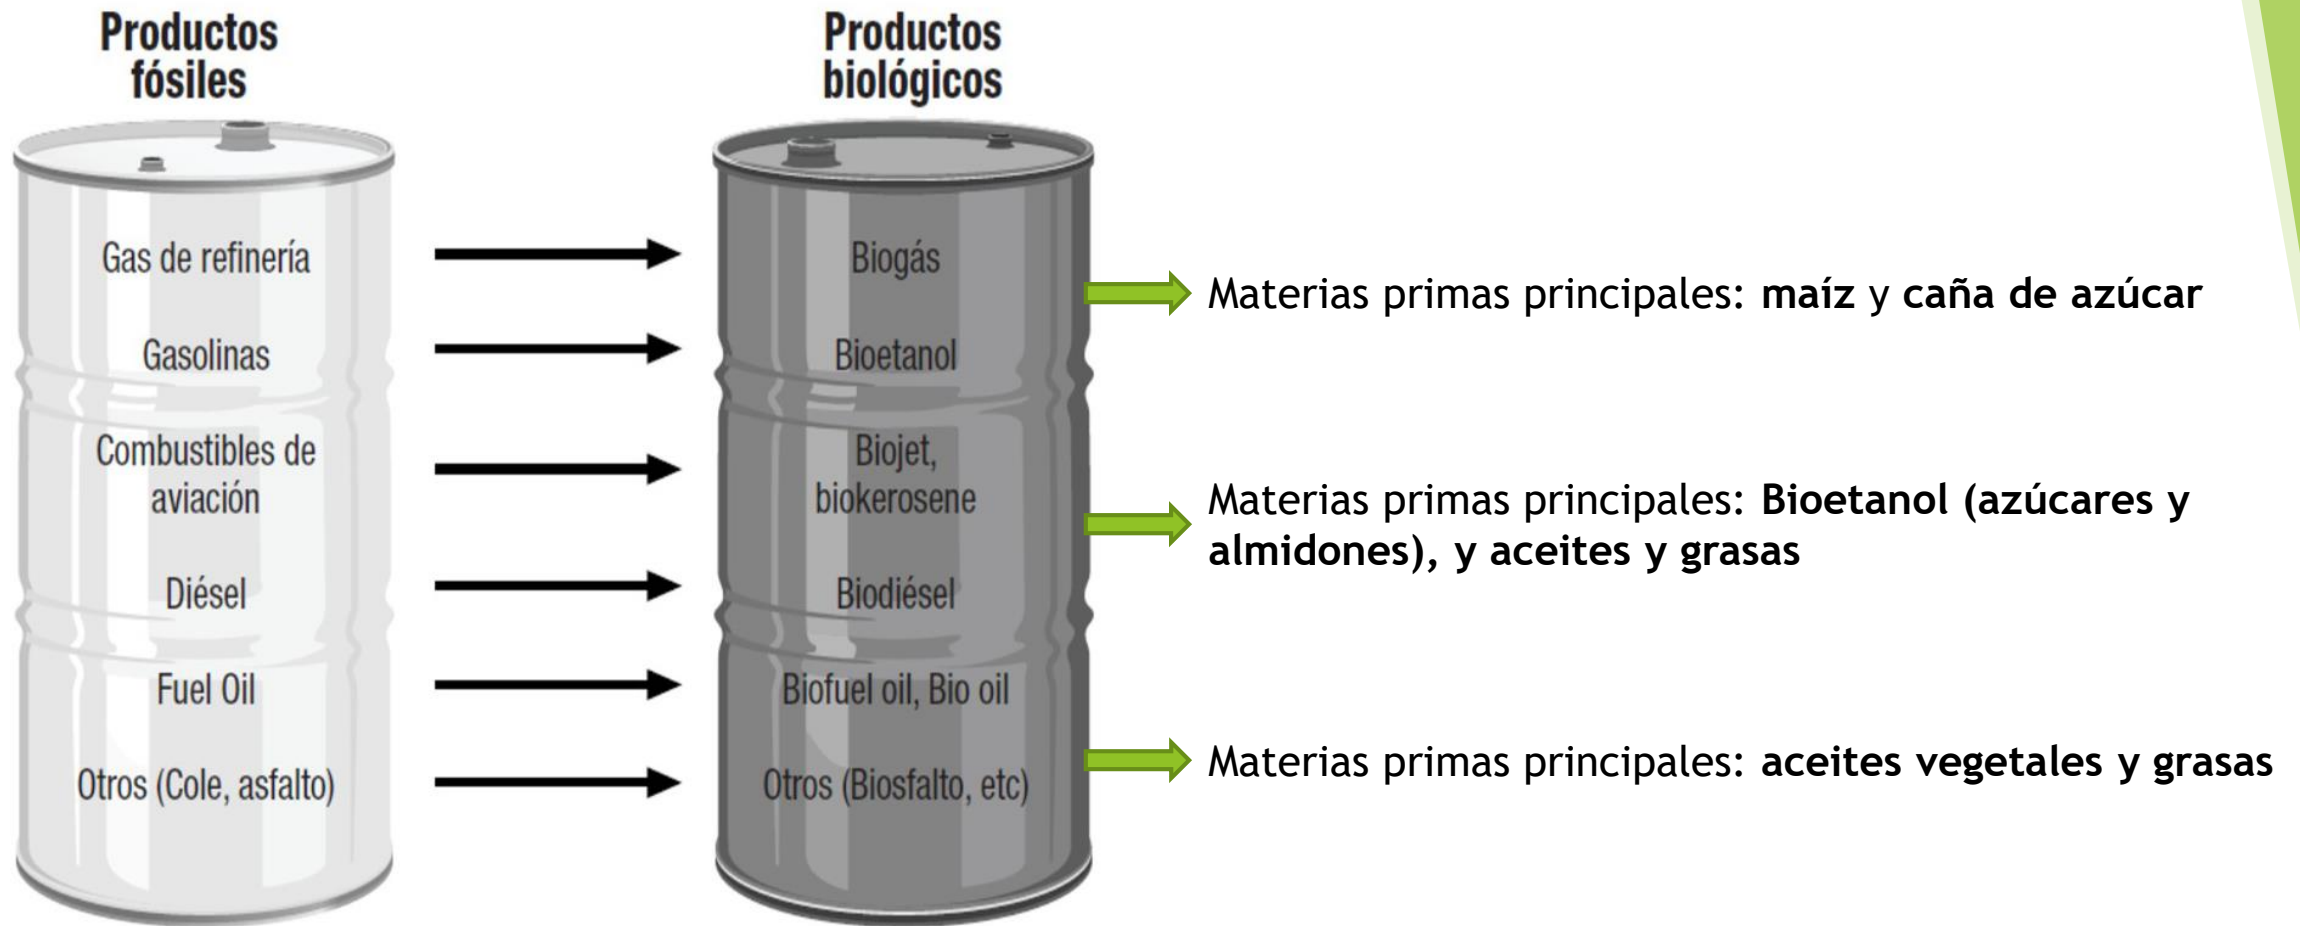 Productos
fósiles
Gas de refinería
Gasolinas
Combustibles de
aviación
Diésel
Fuel Oil
Otros (Cole, asfalto)
Productos
biológicos
Biogás
Bioetanol
Biojet,
biokerosene
Biodiésel
Biofuel oil, Bio oil
Otros (Biosfalto, etc)
Materias primas principales: maíz y caña de azúcar
Materias primas principales: Bioetanol (azúcares y
almidones), y aceites y grasas
Materias primas principales: aceites vegetales y grasas